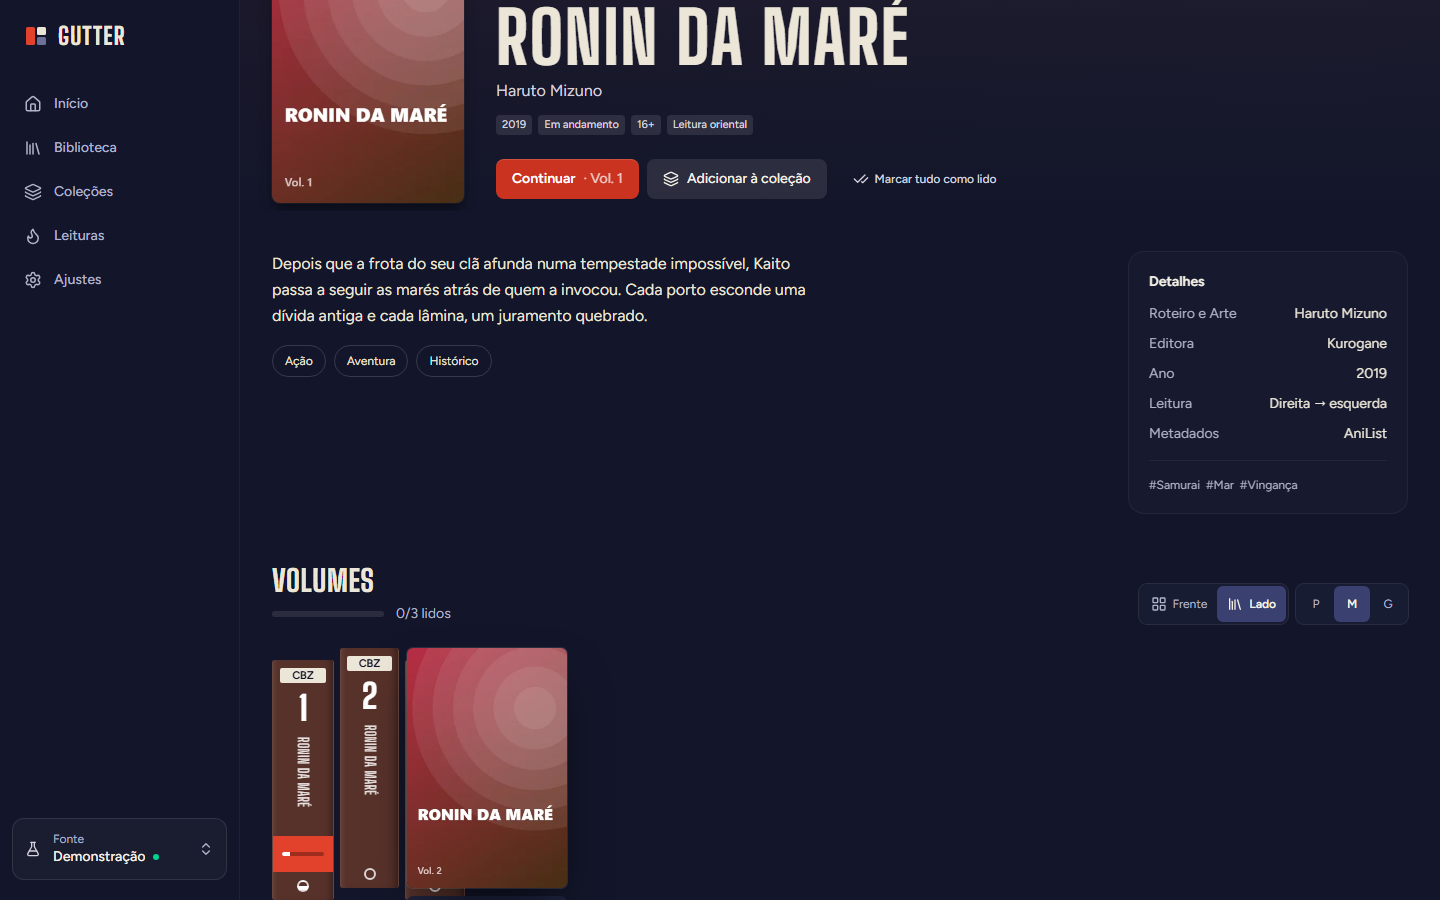 GUTTER
Início
Biblioteca
Coleções
Leituras
Ajustes
Fonte
Demonstração
RONIN DA MARÉ
Vol. 1
RONIN DA MARÉ
Haruto Mizuno
2019 Em andamento 16+ Leitura oriental
Continuar · Vol. 1 Adicionar à coleção Marcar tudo como lido
Depois que a frota do seu clã afunda numa tempestade impossível, Kaito
passa a seguir as marés atrás de quem a invocou. Cada porto esconde uma
dívida antiga e cada lâmina, um juramento quebrado.
Ação Aventura Histórico
Detalhes
Roteiro e Arte Haruto Mizuno
Editora Kurogane
Ano 2019
Leitura Direita → esquerda
Metadados AniList
#Samurai #Mar #Vingança
VOLUMES
0/3 lidos
Frente Lado P M G
CBZ
1
RONIN DA MARÉ
CBZ
2
RONIN DA MARÉ
RONIN DA MARÉ
Vol. 2